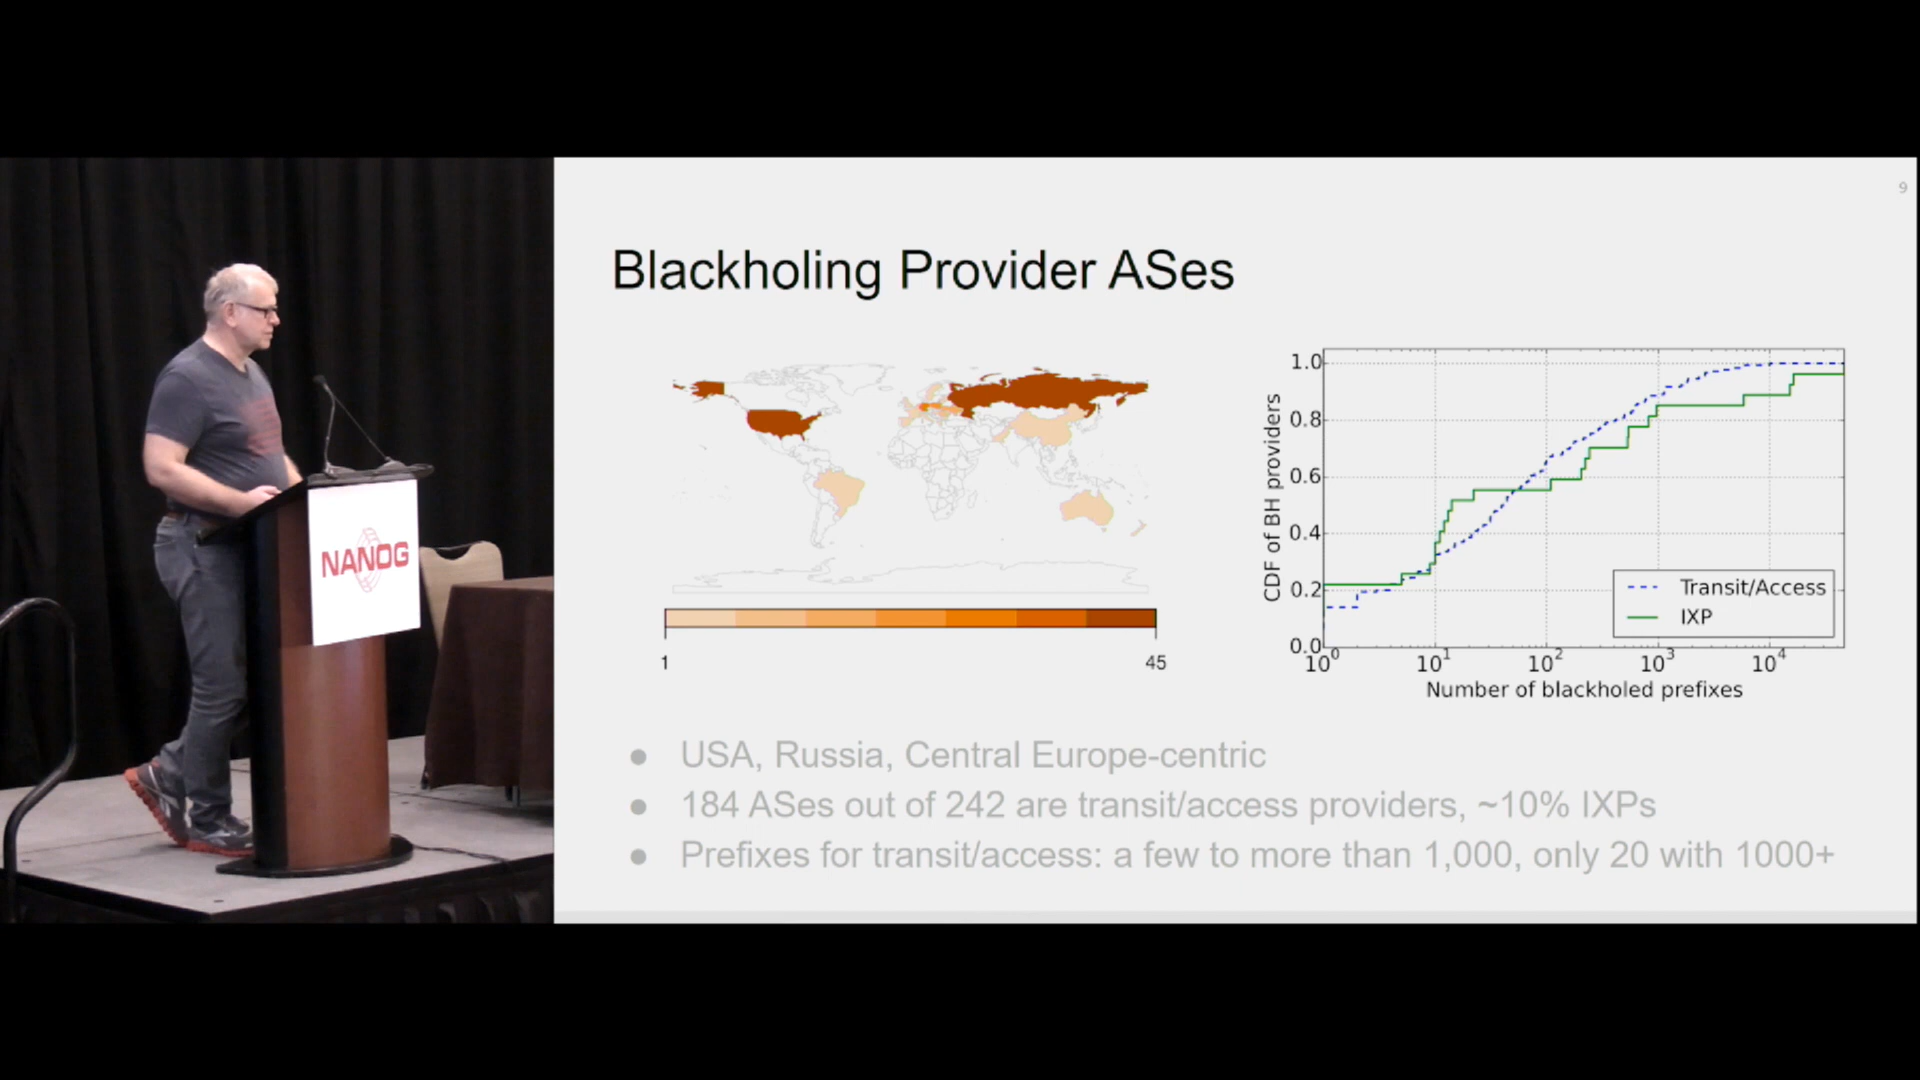 9
Blackholing Provider ASes
NANOG
1
45
CDF of BH providers
1.0
0.8
0.6
0.4
0.2
0.0
10^0
10^1
10^2
10^3
10^4
Number of blackholed prefixes
Transit/Access
IXP
● USA, Russia, Central Europe-centric
● 184 ASes out of 242 are transit/access providers, ~10% IXPs
● Prefixes for transit/access: a few to more than 1,000, only 20 with 1000+